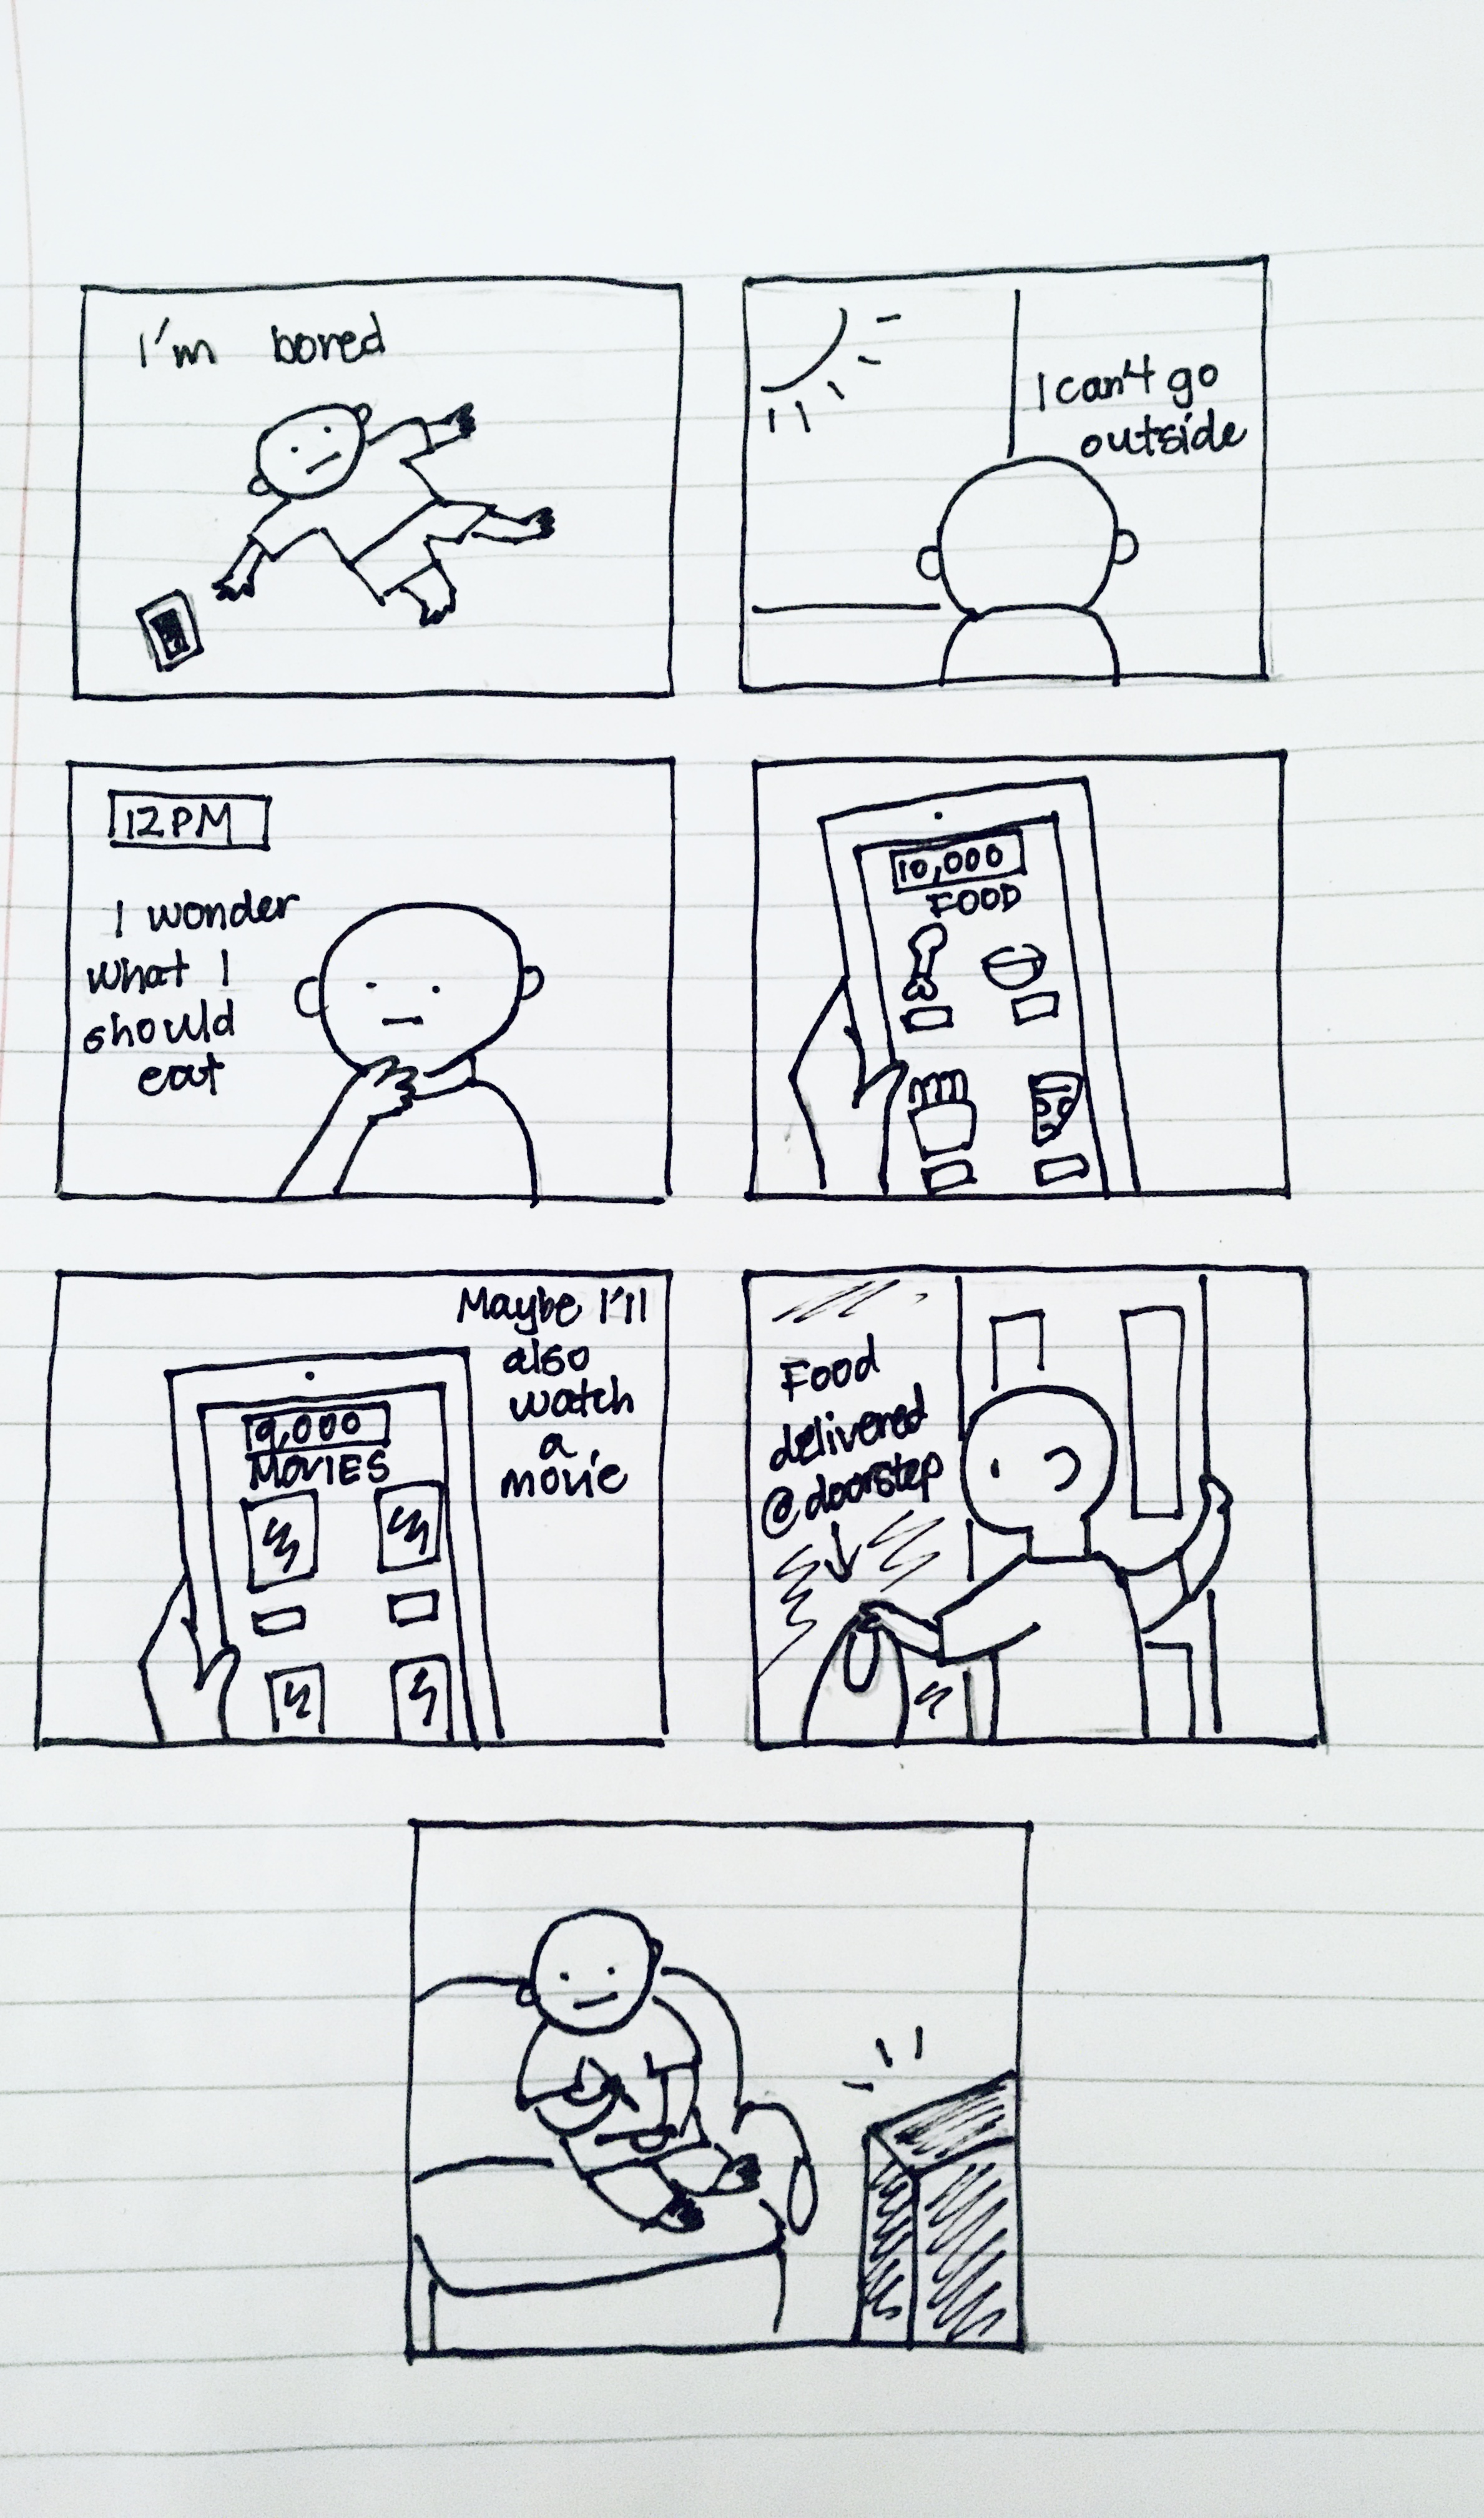 I'm bored
I can't go
outside
12PM
I wonder
what I
should
eat
10,000
FOOD
Maybe I'll
also
watch
a
movie
9,000
MOVIES
Food
delivered
@doorstep